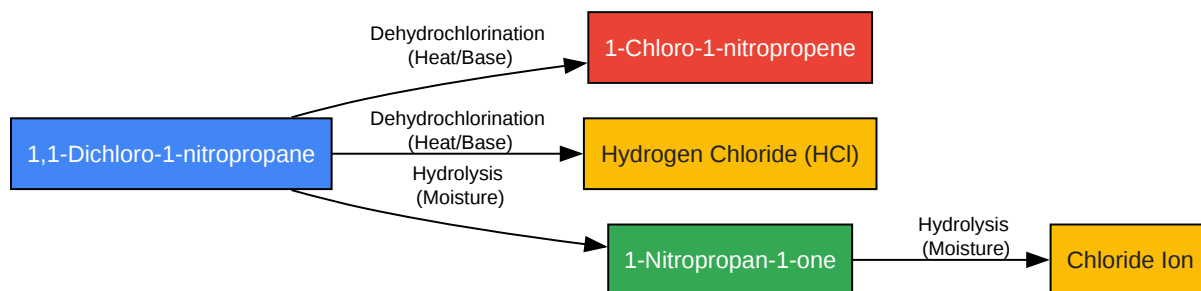 Dehydrochlorination
(Heat/Base)
1-Chloro-1-nitropropene
1,1-Dichloro-1-nitropropane
Dehydrochlorination
(Heat/Base)
Hydrogen Chloride (HCl)
Hydrolysis
(Moisture)
1-Nitropropan-1-one
Hydrolysis
(Moisture)
Chloride Ion